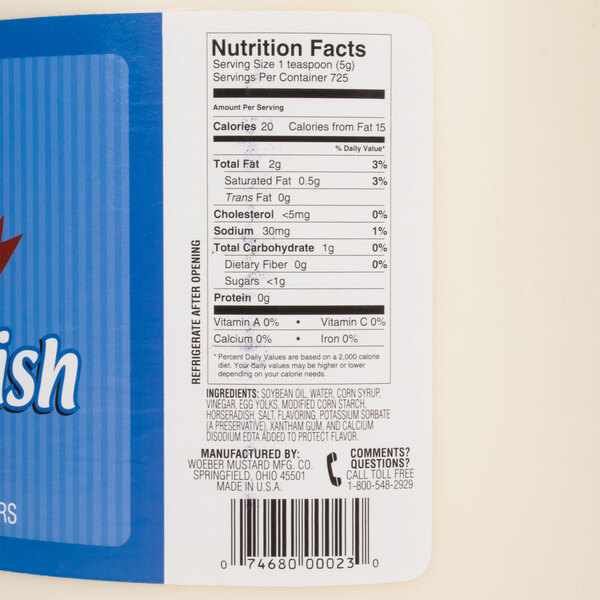 ish
RS
REFRIGERATE AFTER OPENING
Nutrition Facts
Serving Size 1 teaspoon (5g)
Servings Per Container 725
Amount Per Serving
Calories 20 Calories from Fat 15
% Daily Value*
Total Fat 2g 3%
Saturated Fat 0.5g 3%
Trans Fat 0g
Cholesterol <5mg 0%
Sodium 30mg 1%
Total Carbohydrate 1g 0%
Dietary Fiber 0g 0%
Sugars <1g
Protein 0g
Vitamin A 0% • Vitamin C 0%
Calcium 0% • Iron 0%
* Percent Daily Values are based on a 2,000 calorie
diet. Your daily values may be higher or lower
depending on your calorie needs.
INGREDIENTS: SOYBEAN OIL, WATER, CORN SYRUP,
VINEGAR, EGG YOLKS, MODIFIED CORN STARCH,
HORSERADISH, SALT, FLAVORING, POTASSIUM SORBATE
(A PRESERVATIVE), XANTHAM GUM, AND CALCIUM
DISODIUM EDTA ADDED TO PROTECT FLAVOR.
MANUFACTURED BY:
WOEBER MUSTARD MFG. CO.
SPRINGFIELD, OHIO 45501
MADE IN U.S.A.
COMMENTS?
QUESTIONS?
CALL TOLL FREE
1-800-548-2929
0 74680 00023 0